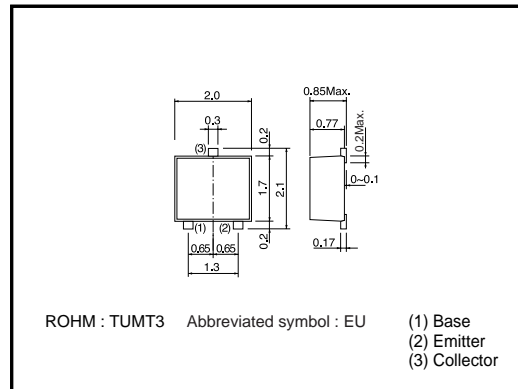 0.85Max.
2.0
0.77
0.3
0.2
0.2Max.
(3)
1.7
2.1
0~0.1
(1)
(2)
0.2
0.65
0.65
0.17
1.3
ROHM : TUMT3 Abbreviated symbol : EU
(1) Base
(2) Emitter
(3) Collector